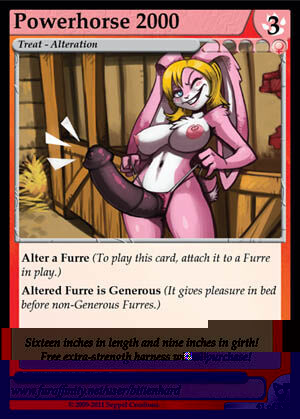 Powerhorse 2000
3
Treat - Alteration
Alter a Furre (To play this card, attach it to a Furre
in play.)
Altered Furre is Generous (It gives pleasure in bed
before non-Generous Furres.)
Sixteen inches in length and nine inches in girth!
Free extra-strength harness with purchase!
© 2009-2011 Seppel Creations.